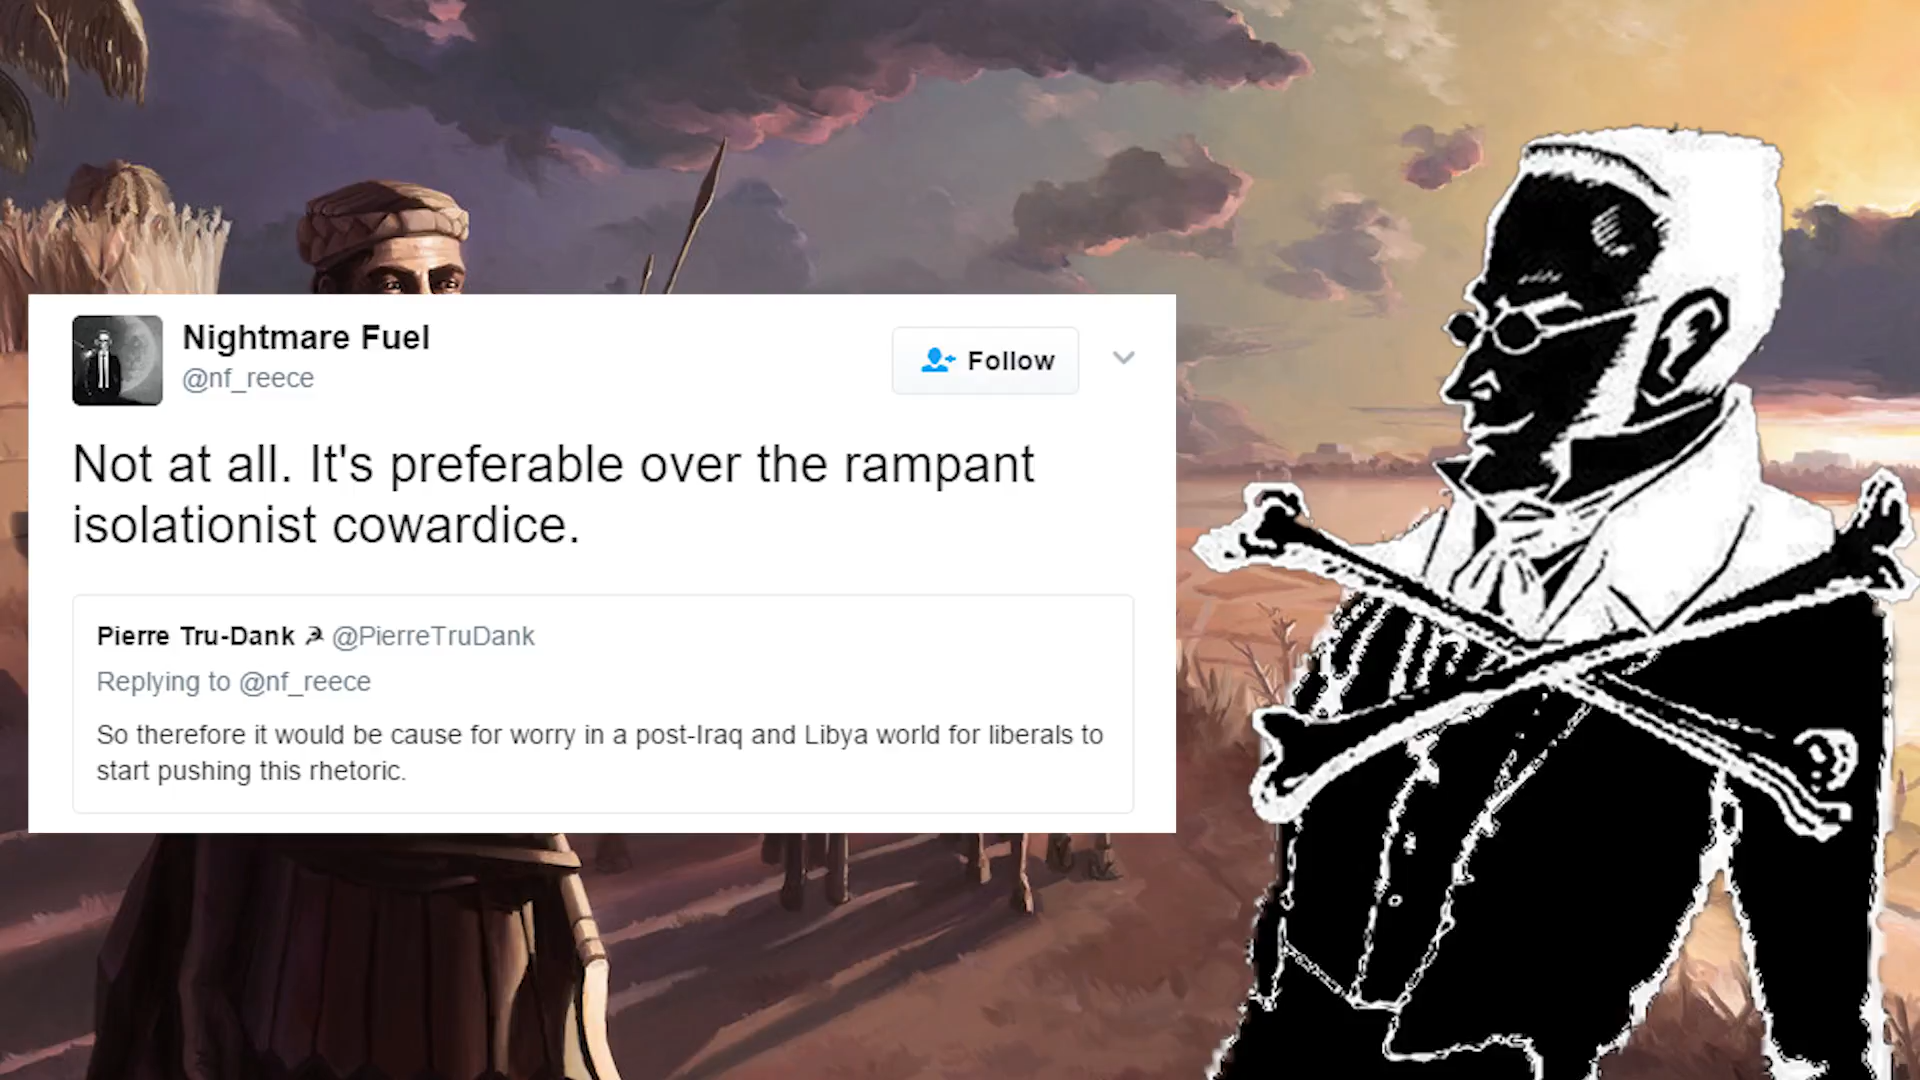 Nightmare Fuel
@nf_reece
Follow
Not at all. It's preferable over the rampant
isolationist cowardice.
Pierre Tru-Dank ☭ @PierreTruDank
Replying to @nf_reece
So therefore it would be cause for worry in a post-Iraq and Libya world for liberals to
start pushing this rhetoric.